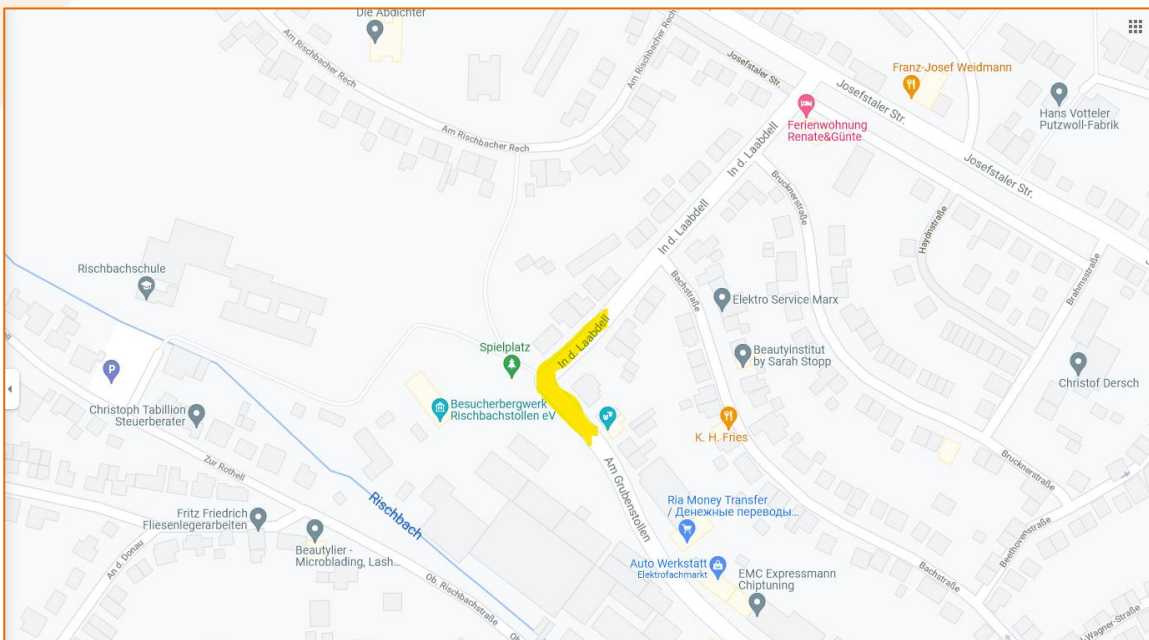 Die Abdichter
Am Rischbacher Rech
Am Rischbacher Rech
Am Rischbacher Rech
Josefstaler Str.
Josefstaler Str.
Franz-Josef Weidmann
Hans Votteler
Putzwoll-Fabrik
Ferienwohnung
Renate&Günte
Josefstaler Str.
In d. Laabdell
Brucknerstraße
Haydnstraße
In d. Laabdell
Brahmsstraße
Rischbachschule
Bachstraße
Elektro Service Marx
In d. Laabdell
Spielplatz
Beautyinstitut
by Sarah Stopp
Christof Dersch
P
Besucherbergwerk
Rischbachstollen eV
Christoph Tabillion
Steuerberater
K. H. Fries
Zur Rothell
Am Grubenstollen
Brucknerstraße
Rischbach
Ria Money Transfer
/ Денежные переводы...
Fritz Friedrich
Fliesenlegerarbeiten
Beautylier -
Microblading, Lash...
An d. Donau
Ob. Rischbachstraße
Auto Werkstatt
Elektrofachmarkt
EMC Expressmann
Chiptuning
Bachstraße
Beethovenstraße
-Wagner-Straße